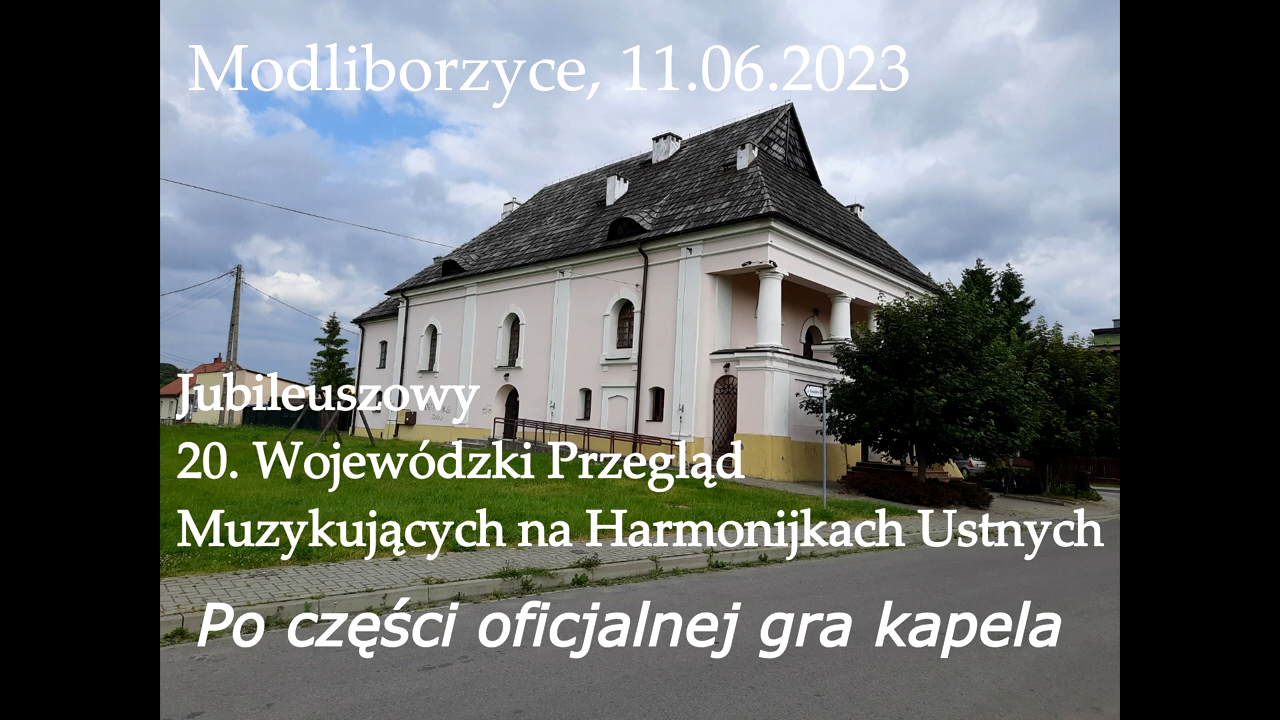 Modliborzyce, 11.06.2023
Jubileuszowy
20. Wojewódzki Przegląd
Muzykujących na Harmonijkach Ustnych
Po części oficjalnej gra kapela